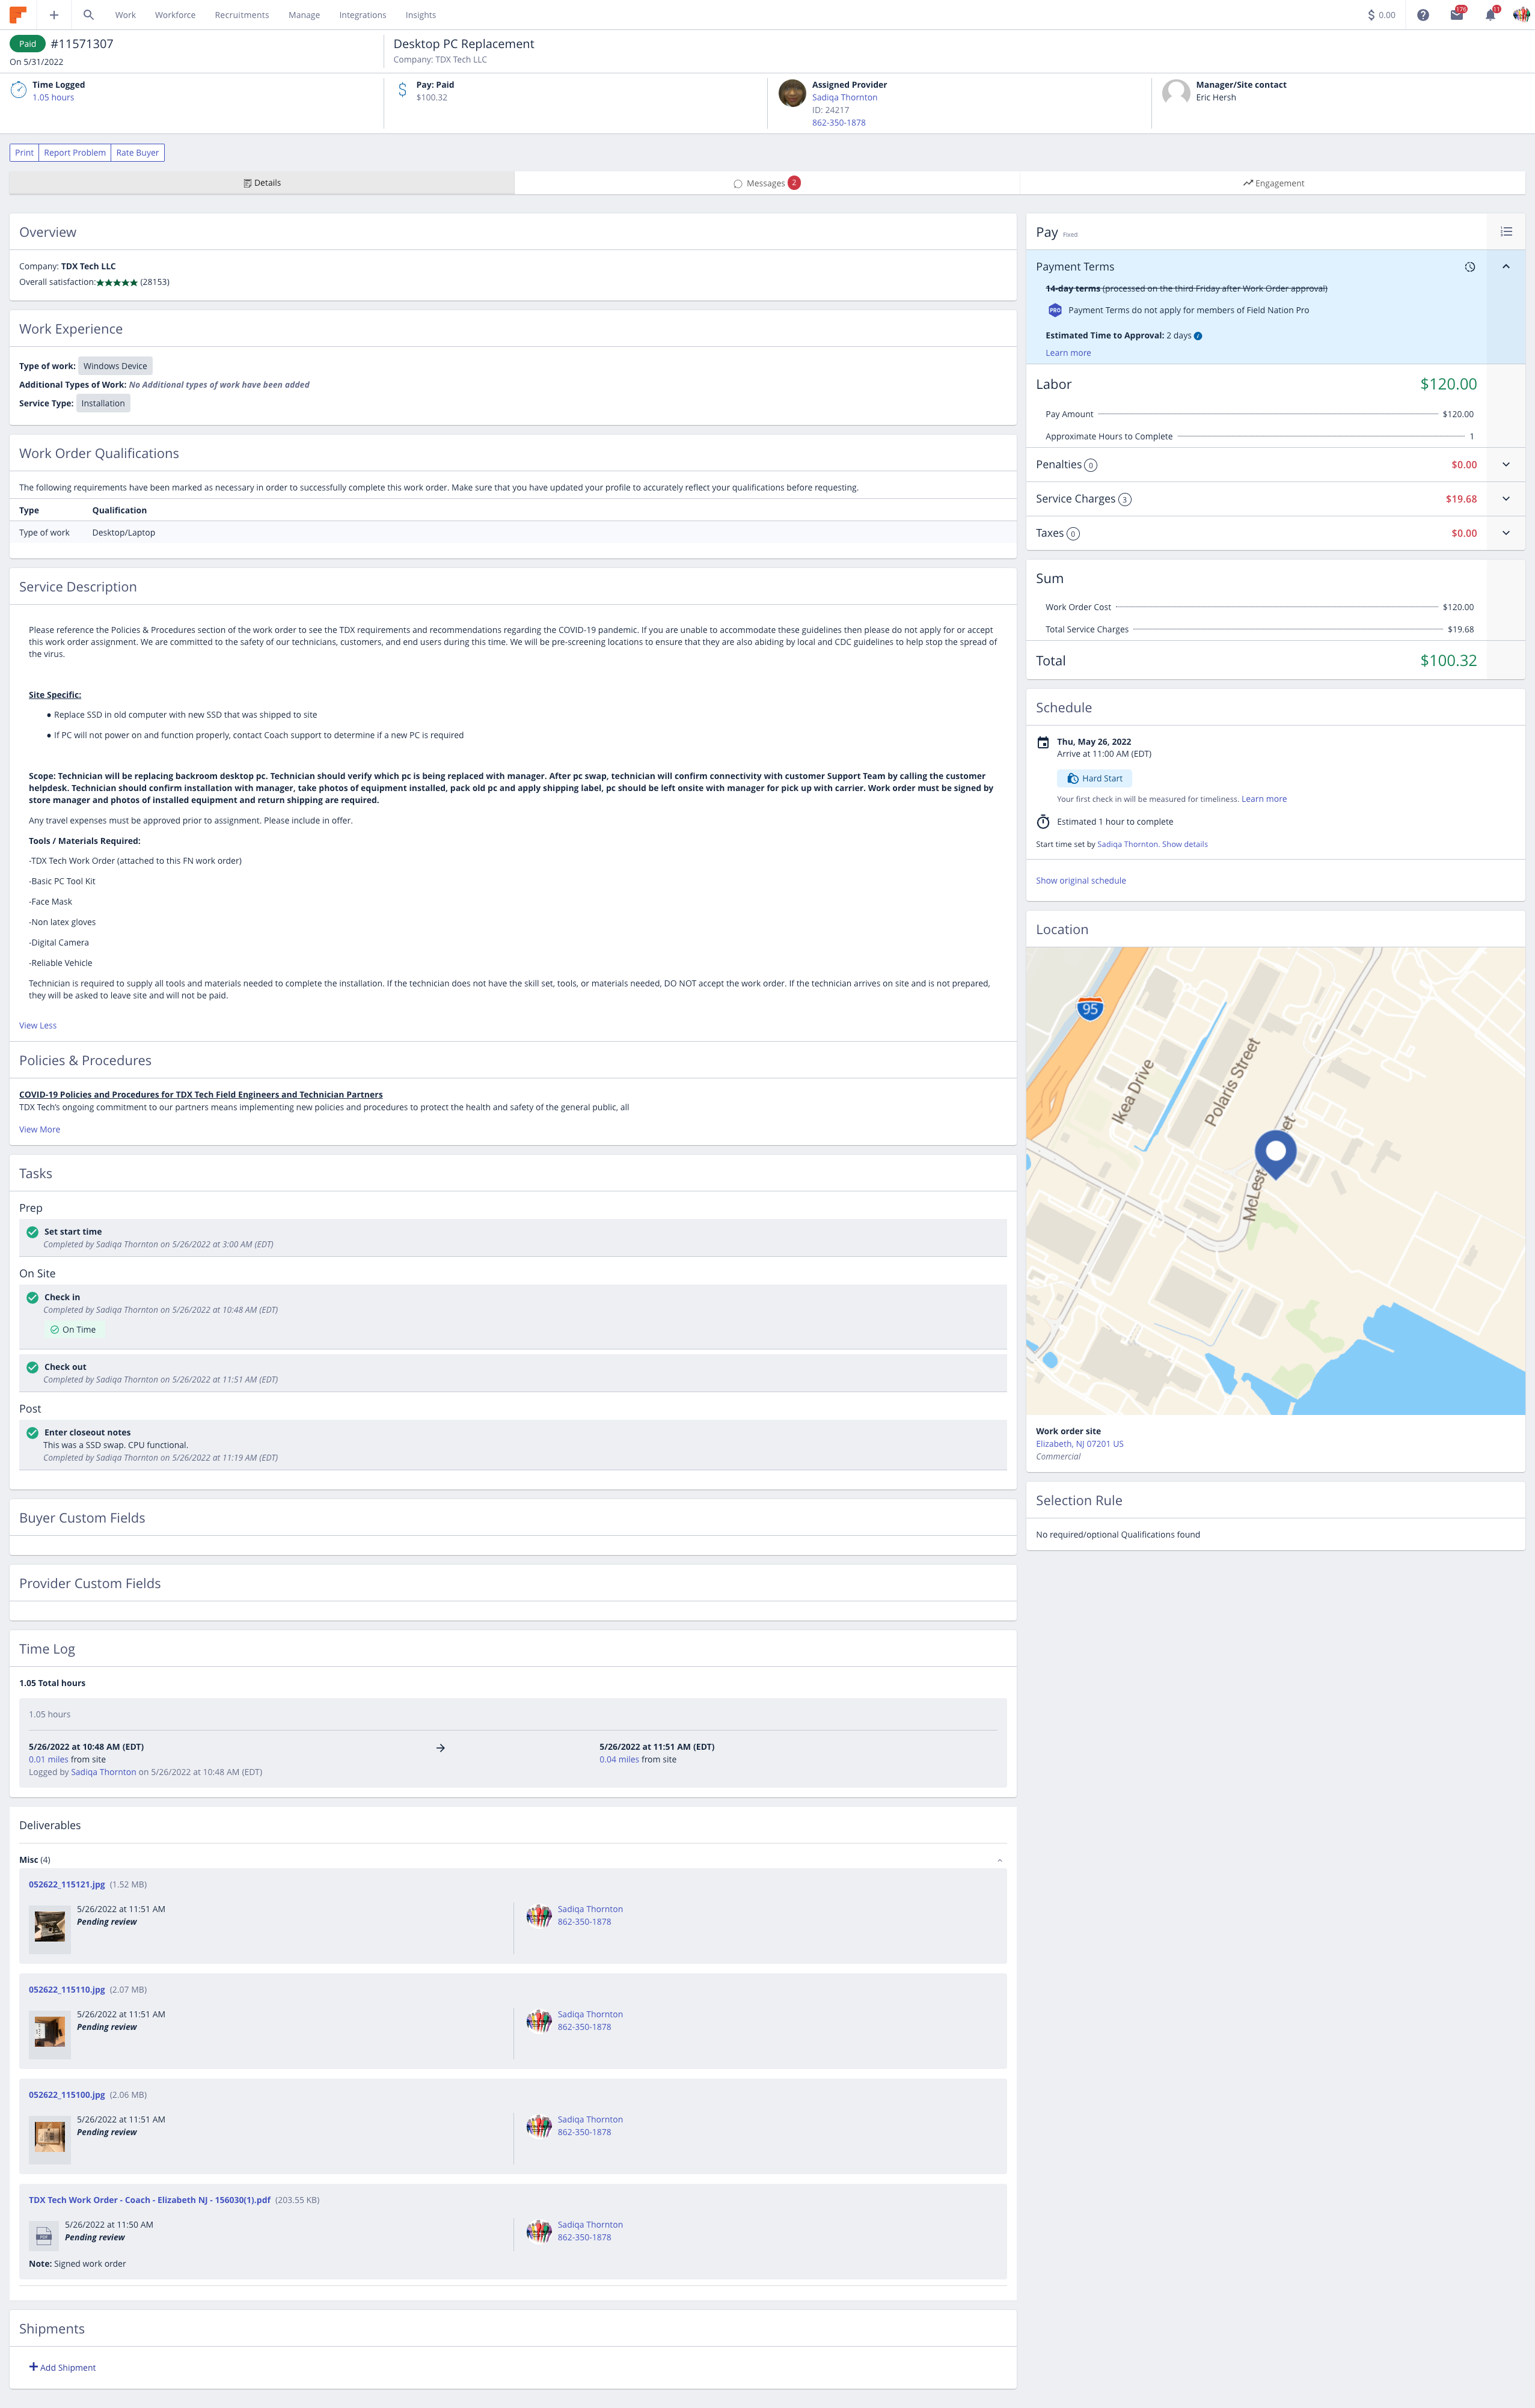 Work Workforce Recruitments Manage Integrations Insights $ 0.00 176 11
Paid #11571307
On 5/31/2022
Desktop PC Replacement
Company: TDX Tech LLC
Time Logged
1.05 hours
Pay: Paid
$100.32
Assigned Provider
Sadiqa Thornton
ID: 24217
862-350-1878
Manager/Site contact
Eric Hersh
Print Report Problem Rate Buyer
Details Messages 2 Engagement
Overview
Company: TDX Tech LLC
Overall satisfaction:★★★★★ (28153)
Work Experience
Type of work: Windows Device
Additional Types of Work: No Additional types of work have been added
Service Type: Installation
Work Order Qualifications
The following requirements have been marked as necessary in order to successfully complete this work order. Make sure that you have updated your profile to accurately reflect your qualifications before requesting.
Type Qualification
Type of work Desktop/Laptop
Service Description
Please reference the Policies & Procedures section of the work order to see the TDX requirements and recommendations regarding the COVID-19 pandemic. If you are unable to accommodate these guidelines then please do not apply for or accept
this work order assignment. We are committed to the safety of our technicians, customers, and end users during this time. We will be pre-screening locations to ensure that they are also abiding by local and CDC guidelines to help stop the spread of
the virus.
Site Specific:
● Replace SSD in old computer with new SSD that was shipped to site
● If PC will not power on and function properly, contact Coach support to determine if a new PC is required
Scope: Technician will be replacing backroom desktop pc. Technician should verify which pc is being replaced with manager. After pc swap, technician will confirm connectivity with customer Support Team by calling the customer
helpdesk. Technician should confirm installation with manager, take photos of equipment installed, pack old pc and apply shipping label, pc should be left onsite with manager for pick up with carrier. Work order must be signed by
store manager and photos of installed equipment and return shipping are required.
Any travel expenses must be approved prior to assignment. Please include in offer.
Tools / Materials Required:
-TDX Tech Work Order (attached to this FN work order)
-Basic PC Tool Kit
-Face Mask
-Non latex gloves
-Digital Camera
-Reliable Vehicle
Technician is required to supply all tools and materials needed to complete the installation. If the technician does not have the skill set, tools, or materials needed, DO NOT accept the work order. If the technician arrives on site and is not prepared,
they will be asked to leave site and will not be paid.
View Less
Policies & Procedures
COVID-19 Policies and Procedures for TDX Tech Field Engineers and Technician Partners
TDX Tech's ongoing commitment to our partners means implementing new policies and procedures to protect the health and safety of the general public, all
View More
Tasks
Prep
Set start time
Completed by Sadiqa Thornton on 5/26/2022 at 3:00 AM (EDT)
On Site
Check in
Completed by Sadiqa Thornton on 5/26/2022 at 10:48 AM (EDT)
On Time
Check out
Completed by Sadiqa Thornton on 5/26/2022 at 11:51 AM (EDT)
Post
Enter closeout notes
This was a SSD swap. CPU functional.
Completed by Sadiqa Thornton on 5/26/2022 at 11:19 AM (EDT)
Buyer Custom Fields
Provider Custom Fields
Time Log
1.05 Total hours
1.05 hours
5/26/2022 at 10:48 AM (EDT) → 5/26/2022 at 11:51 AM (EDT)
0.01 miles from site 0.04 miles from site
Logged by Sadiqa Thornton on 5/26/2022 at 10:48 AM (EDT)
Deliverables
Misc (4)
052622_115121.jpg (1.52 MB)
5/26/2022 at 11:51 AM Sadiqa Thornton
Pending review 862-350-1878
052622_115110.jpg (2.07 MB)
5/26/2022 at 11:51 AM Sadiqa Thornton
Pending review 862-350-1878
052622_115100.jpg (2.06 MB)
5/26/2022 at 11:51 AM Sadiqa Thornton
Pending review 862-350-1878
TDX Tech Work Order - Coach - Elizabeth NJ - 156030(1).pdf (203.55 KB)
5/26/2022 at 11:50 AM Sadiqa Thornton
Pending review 862-350-1878
PDF
Note: Signed work order
Shipments
+ Add Shipment
Pay Fixed
Payment Terms
14-day terms (processed on the third Friday after Work Order approval)
PRO Payment Terms do not apply for members of Field Nation Pro
Estimated Time to Approval: 2 days
Learn more
Labor $120.00
Pay Amount $120.00
Approximate Hours to Complete 1
Penalties 0 $0.00
Service Charges 3 $19.68
Taxes 0 $0.00
Sum
Work Order Cost $120.00
Total Service Charges $19.68
Total $100.32
Schedule
Thu, May 26, 2022
Arrive at 11:00 AM (EDT)
Hard Start
Your first check in will be measured for timeliness. Learn more
Estimated 1 hour to complete
Start time set by Sadiqa Thornton. Show details
Show original schedule
Location
95
Ikea Drive
Polaris Street
McLest et
Work order site
Elizabeth, NJ 07201 US
Commercial
Selection Rule
No required/optional Qualifications found